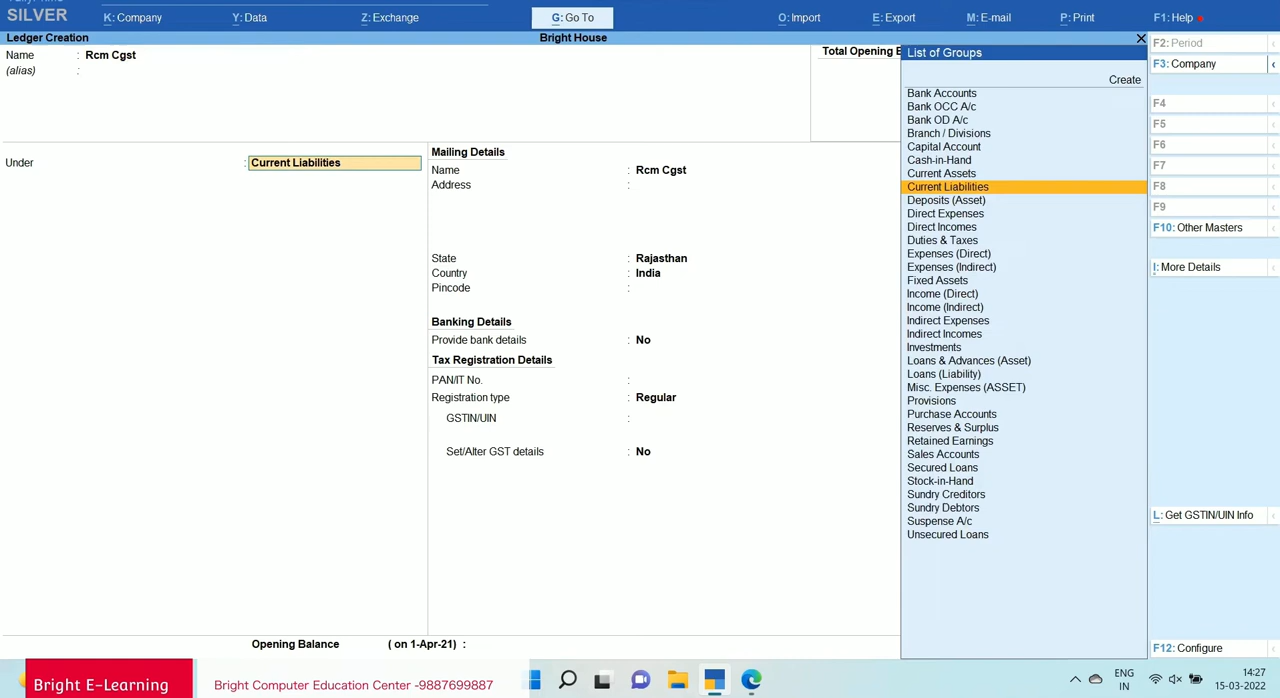 SILVER
K: Company
Y: Data
Z: Exchange
G: Go To
O: Import
E: Export
M: E-mail
P: Print
F1: Help
Ledger Creation
Bright House
Name : Rcm Cgst
(alias) :
Total Opening
Under : Current Liabilities
Mailing Details
Name : Rcm Cgst
Address :
State : Rajasthan
Country : India
Pincode :
Banking Details
Provide bank details : No
Tax Registration Details
PAN/IT No. :
Registration type : Regular
GSTIN/UIN :
Set/Alter GST details : No
Opening Balance ( on 1-Apr-21) :
List of Groups
Create
Bank Accounts
Bank OCC A/c
Bank OD A/c
Branch / Divisions
Capital Account
Cash-in-Hand
Current Assets
Current Liabilities
Deposits (Asset)
Direct Expenses
Direct Incomes
Duties & Taxes
Expenses (Direct)
Expenses (Indirect)
Fixed Assets
Income (Direct)
Income (Indirect)
Indirect Expenses
Indirect Incomes
Investments
Loans & Advances (Asset)
Loans (Liability)
Misc. Expenses (ASSET)
Provisions
Purchase Accounts
Reserves & Surplus
Retained Earnings
Sales Accounts
Secured Loans
Stock-in-Hand
Sundry Creditors
Sundry Debtors
Suspense A/c
Unsecured Loans
F2: Period
F3: Company
F4
F5
F6
F7
F8
F9
F10: Other Masters
I: More Details
L: Get GSTIN/UIN Info
F12: Configure
Bright E-Learning
Bright Computer Education Center -9887699887
ENG
IN
14:27
15-03-2022